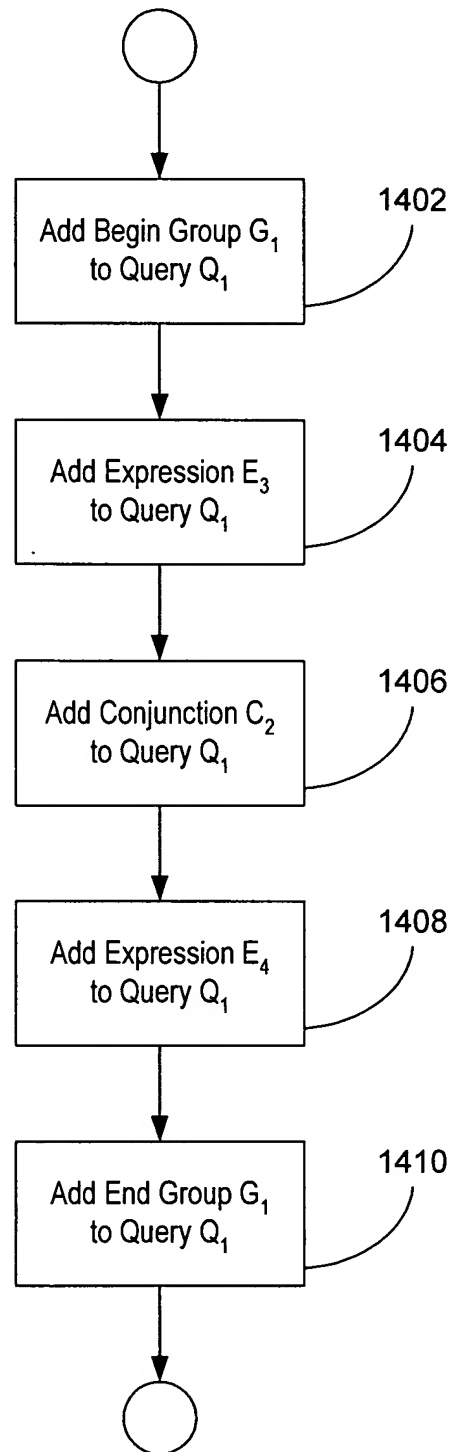 1402
Add Begin Group G₁
to Query Q₁
1404
Add Expression E₃
to Query Q₁
1406
Add Conjunction C₂
to Query Q₁
1408
Add Expression E₄
to Query Q₁
1410
Add End Group G₁
to Query Q₁